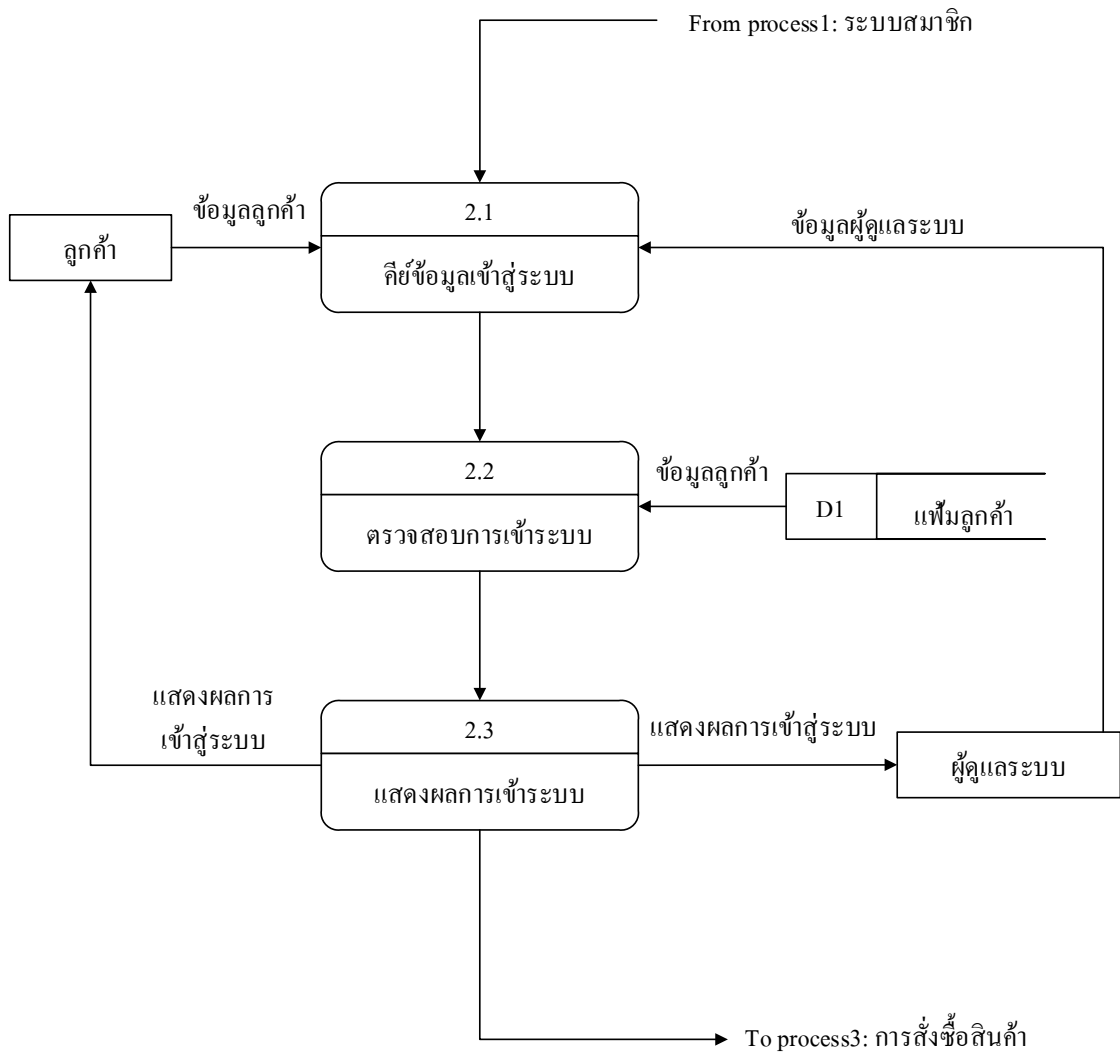 From process1: ระบบสมาชิก
ข้อมูลลูกค้า
2.1
ข้อมูลผู้ดูแลระบบ
ลูกค้า
คีย์ข้อมูลเข้าสู่ระบบ
2.2
ข้อมูลลูกค้า
D1
แฟ้มลูกค้า
ตรวจสอบการเข้าระบบ
แสดงผลการ
เข้าสู่ระบบ
2.3
แสดงผลการเข้าสู่ระบบ
ผู้ดูแลระบบ
แสดงผลการเข้าระบบ
To process3: การสั่งซื้อสินค้า